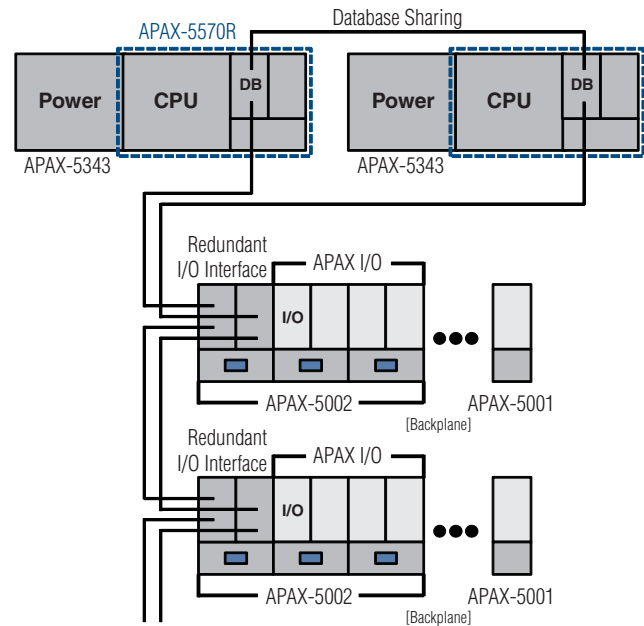 Database Sharing
APAX-5570R
Power
CPU
DB
Power
CPU
DB
APAX-5343
APAX-5343
Redundant
I/O Interface
APAX I/O
I/O
APAX-5002
APAX-5001
[Backplane]
Redundant
I/O Interface
APAX I/O
I/O
APAX-5002
APAX-5001
[Backplane]